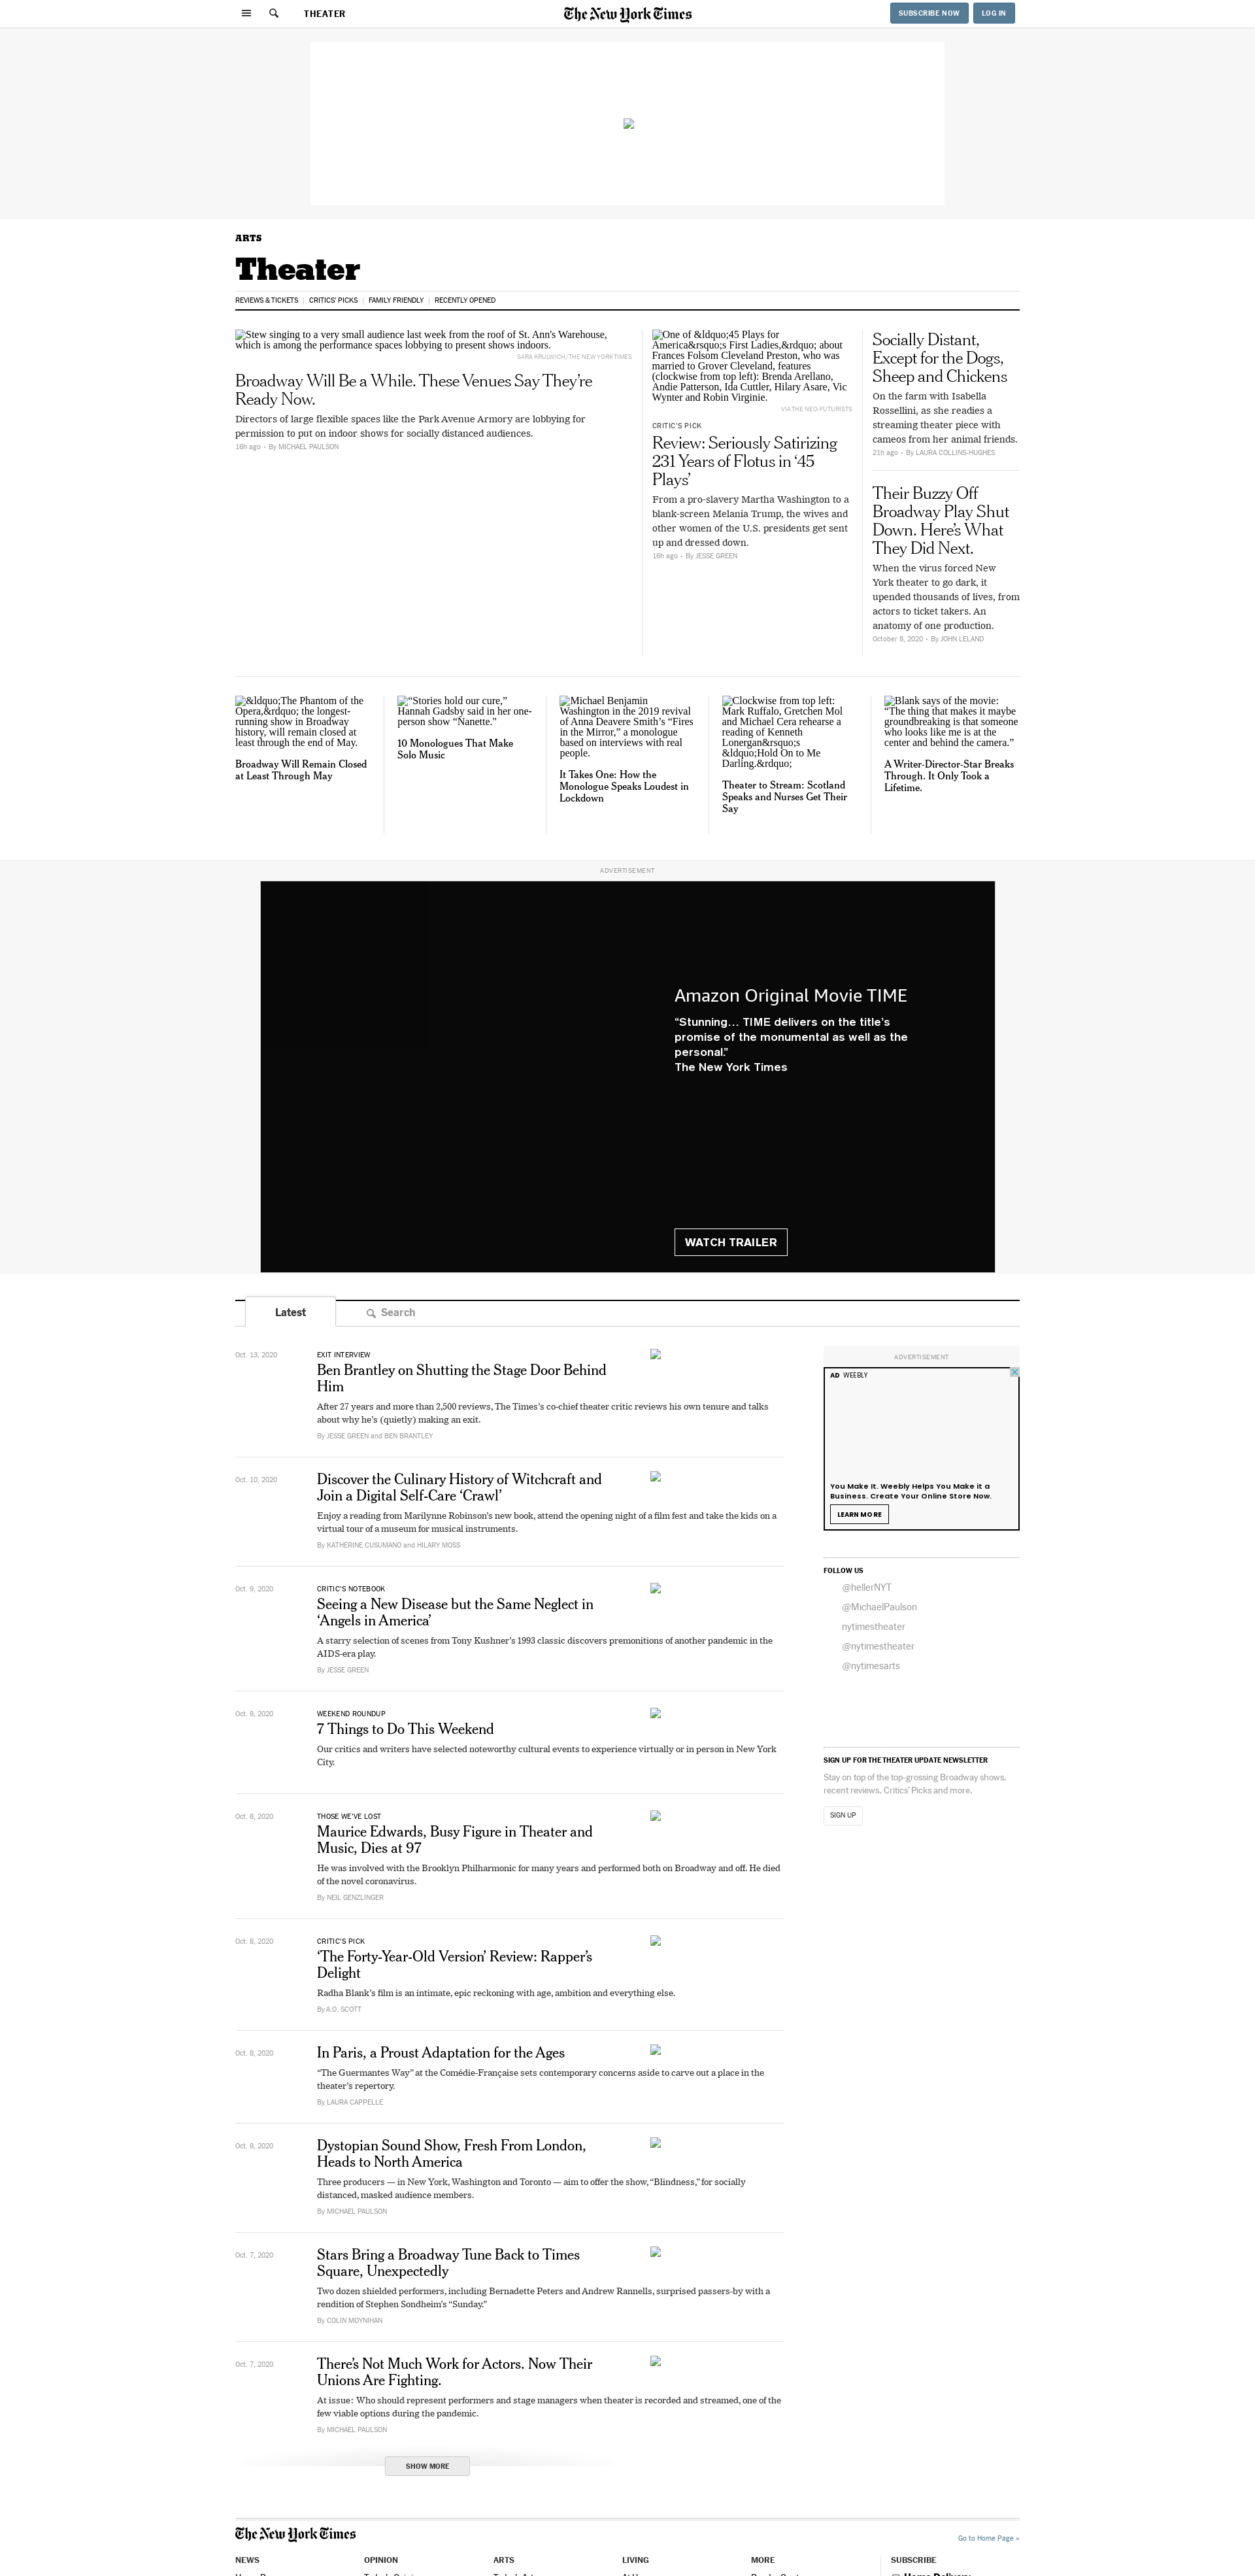 THEATER
The New York Times
SUBSCRIBE NOW
LOG IN
ARTS
Theater
REVIEWS & TICKETS | CRITICS' PICKS | FAMILY FRIENDLY | RECENTLY OPENED
Stew singing to a very small audience last week from the roof of St. Ann's Warehouse,
which is among the performance spaces lobbying to present shows indoors.
SARA KRULWICH/THE NEW YORK TIMES
Broadway Will Be a While. These Venues Say They’re
Ready Now.
Directors of large flexible spaces like the Park Avenue Armory are lobbying for
permission to put on indoor shows for socially distanced audiences.
16h ago • By MICHAEL PAULSON
One of &ldquo;45 Plays for
America&rsquo;s First Ladies,&rdquo; about
Frances Folsom Cleveland Preston, who was
married to Grover Cleveland, features
(clockwise from top left): Brenda Arellano,
Andie Patterson, Ida Cuttler, Hilary Asare, Vic
Wynter and Robin Virginie.
VIA THE NEO-FUTURISTS
CRITIC’S PICK
Review: Seriously Satirizing
231 Years of Flotus in ‘45
Plays’
From a pro-slavery Martha Washington to a
blank-screen Melania Trump, the wives and
other women of the U.S. presidents get sent
up and dressed down.
16h ago • By JESSE GREEN
Socially Distant,
Except for the Dogs,
Sheep and Chickens
On the farm with Isabella
Rossellini, as she readies a
streaming theater piece with
cameos from her animal friends.
21h ago • By LAURA COLLINS-HUGHES
Their Buzzy Off
Broadway Play Shut
Down. Here’s What
They Did Next.
When the virus forced New
York theater to go dark, it
upended thousands of lives, from
actors to ticket takers. An
anatomy of one production.
October 8, 2020 • By JOHN LELAND
&ldquo;The Phantom of the
Opera,&rdquo; the longest-
running show in Broadway
history, will remain closed at
least through the end of May.
Broadway Will Remain Closed
at Least Through May
“Stories hold our cure,”
Hannah Gadsby said in her one-
person show “Nanette.”
10 Monologues That Make
Solo Music
Michael Benjamin
Washington in the 2019 revival
of Anna Deavere Smith’s “Fires
in the Mirror,” a monologue
based on interviews with real
people.
It Takes One: How the
Monologue Speaks Loudest in
Lockdown
Clockwise from top left:
Mark Ruffalo, Gretchen Mol
and Michael Cera rehearse a
reading of Kenneth
Lonergan&rsquo;s
&ldquo;Hold On to Me
Darling.&rdquo;
Theater to Stream: Scotland
Speaks and Nurses Get Their
Say
Blank says of the movie:
“The thing that makes it maybe
groundbreaking is that someone
who looks like me is at the
center and behind the camera.”
A Writer-Director-Star Breaks
Through. It Only Took a
Lifetime.
ADVERTISEMENT
Amazon Original Movie TIME
“Stunning… TIME delivers on the title’s
promise of the monumental as well as the
personal.”
The New York Times
WATCH TRAILER
Latest
Search
Oct. 13, 2020
EXIT INTERVIEW
Ben Brantley on Shutting the Stage Door Behind
Him
After 27 years and more than 2,500 reviews, The Times’s co-chief theater critic reviews his own tenure and talks
about why he’s (quietly) making an exit.
By JESSE GREEN and BEN BRANTLEY
Oct. 10, 2020
Discover the Culinary History of Witchcraft and
Join a Digital Self-Care ‘Crawl’
Enjoy a reading from Marilynne Robinson’s new book, attend the opening night of a film fest and take the kids on a
virtual tour of a museum for musical instruments.
By KATHERINE CUSUMANO and HILARY MOSS
Oct. 9, 2020
CRITIC’S NOTEBOOK
Seeing a New Disease but the Same Neglect in
‘Angels in America’
A starry selection of scenes from Tony Kushner’s 1993 classic discovers premonitions of another pandemic in the
AIDS-era play.
By JESSE GREEN
Oct. 8, 2020
WEEKEND ROUNDUP
7 Things to Do This Weekend
Our critics and writers have selected noteworthy cultural events to experience virtually or in person in New York
City.
Oct. 8, 2020
THOSE WE’VE LOST
Maurice Edwards, Busy Figure in Theater and
Music, Dies at 97
He was involved with the Brooklyn Philharmonic for many years and performed both on Broadway and off. He died
of the novel coronavirus.
By NEIL GENZLINGER
Oct. 8, 2020
CRITIC’S PICK
‘The Forty-Year-Old Version’ Review: Rapper’s
Delight
Radha Blank’s film is an intimate, epic reckoning with age, ambition and everything else.
By A.O. SCOTT
Oct. 8, 2020
In Paris, a Proust Adaptation for the Ages
“The Guermantes Way” at the Comédie-Française sets contemporary concerns aside to carve out a place in the
theater’s repertory.
By LAURA CAPPELLE
Oct. 8, 2020
Dystopian Sound Show, Fresh From London,
Heads to North America
Three producers — in New York, Washington and Toronto — aim to offer the show, “Blindness,” for socially
distanced, masked audience members.
By MICHAEL PAULSON
Oct. 7, 2020
Stars Bring a Broadway Tune Back to Times
Square, Unexpectedly
Two dozen shielded performers, including Bernadette Peters and Andrew Rannells, surprised passers-by with a
rendition of Stephen Sondheim’s “Sunday.”
By COLIN MOYNIHAN
Oct. 7, 2020
There’s Not Much Work for Actors. Now Their
Unions Are Fighting.
At issue: Who should represent performers and stage managers when theater is recorded and streamed, one of the
few viable options during the pandemic.
By MICHAEL PAULSON
SHOW MORE
ADVERTISEMENT
AD WEEBLY
You Make It. Weebly Helps You Make it a
Business. Create Your Online Store Now.
LEARN MORE
FOLLOW US
@hellerNYT
@MichaelPaulson
nytimestheater
@nytimestheater
@nytimesarts
SIGN UP FOR THE THEATER UPDATE NEWSLETTER
Stay on top of the top-grossing Broadway shows,
recent reviews, Critics’ Picks and more.
SIGN UP
The New York Times
Go to Home Page »
NEWS
OPINION
ARTS
LIVING
MORE
SUBSCRIBE